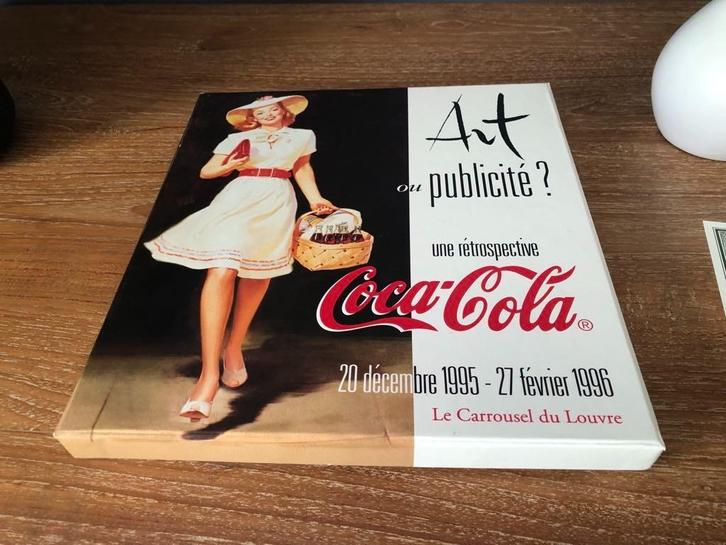 Art
ou publicité ?
une rétrospective
Coca-Cola®
20 décembre 1995 - 27 février 1996
Le Carrousel du Louvre